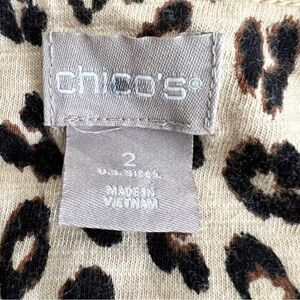 chico's®
2
U.S. SIZE
MADE IN
VIETNAM